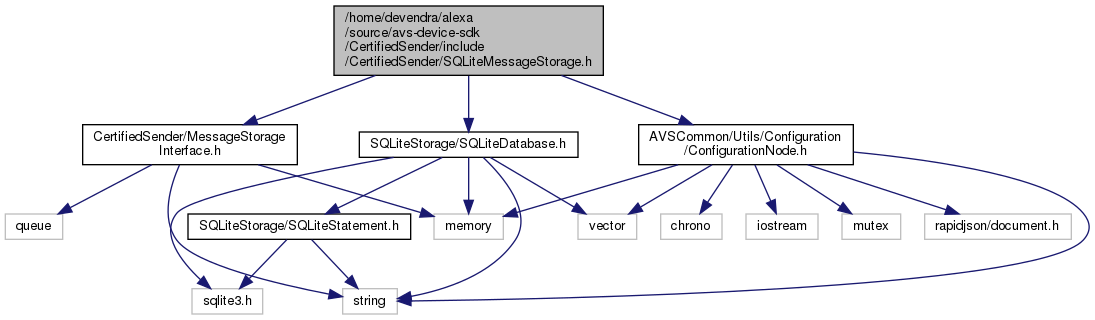 /home/devendra/alexa
/source/avs-device-sdk
/CertifiedSender/include
/CertifiedSender/SQLiteMessageStorage.h
CertifiedSender/MessageStorage
Interface.h
SQLiteStorage/SQLiteDatabase.h
AVSCommon/Utils/Configuration
/ConfigurationNode.h
queue
SQLiteStorage/SQLiteStatement.h
memory
vector
chrono
iostream
mutex
rapidjson/document.h
sqlite3.h
string